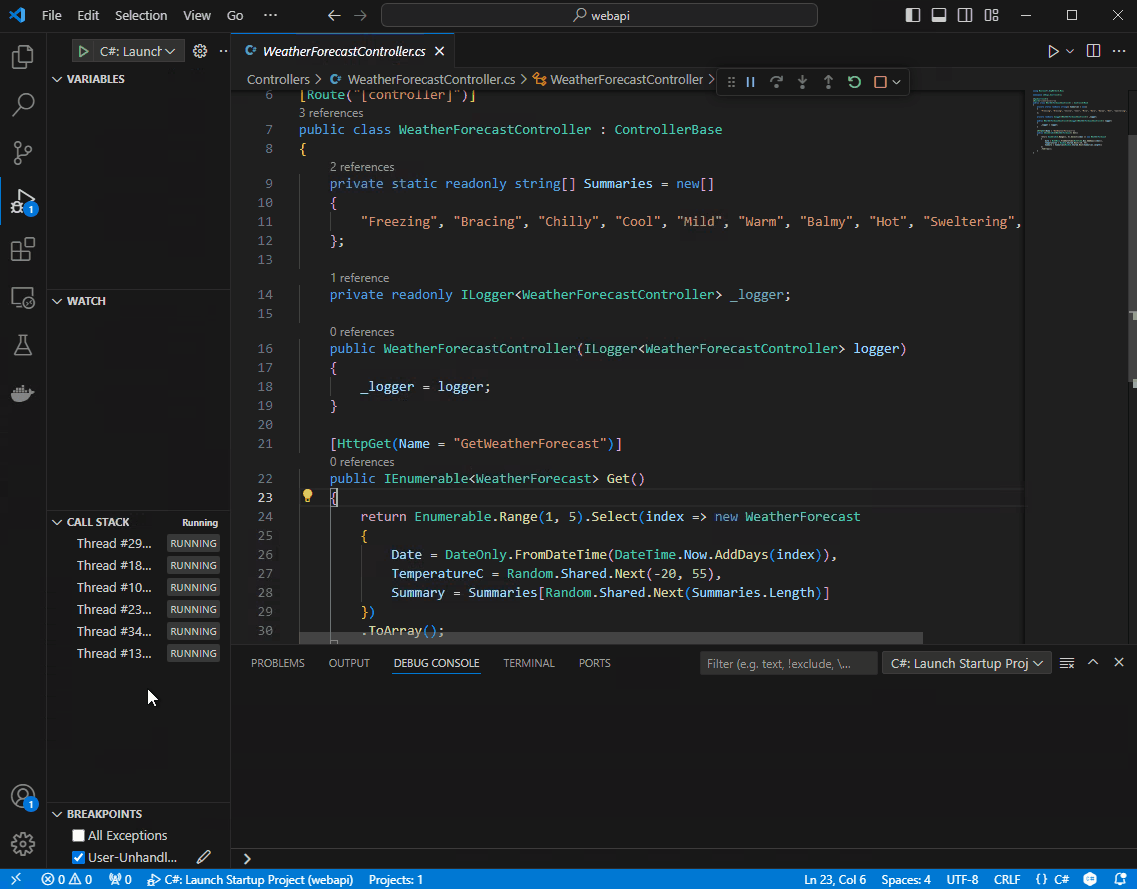 File Edit Selection View Go ··· webapi
C#: Launch
WeatherForecastController.cs
Controllers > WeatherForecastController.cs > WeatherForecastController >
VARIABLES
WATCH
CALL STACK Running
Thread #29... RUNNING
Thread #18... RUNNING
Thread #10... RUNNING
Thread #23... RUNNING
Thread #34... RUNNING
Thread #13... RUNNING
BREAKPOINTS
All Exceptions
User-Unhandl...
1
1
6 [Route("[controller]")]
3 references
7 public class WeatherForecastController : ControllerBase
8 {
2 references
9 private static readonly string[] Summaries = new[]
10 {
11 "Freezing", "Bracing", "Chilly", "Cool", "Mild", "Warm", "Balmy", "Hot", "Sweltering",
12 };
13
1 reference
14 private readonly ILogger<WeatherForecastController> _logger;
15
0 references
16 public WeatherForecastController(ILogger<WeatherForecastController> logger)
17 {
18 _logger = logger;
19 }
20
21 [HttpGet(Name = "GetWeatherForecast")]
0 references
22 public IEnumerable<WeatherForecast> Get()
23 {
24 return Enumerable.Range(1, 5).Select(index => new WeatherForecast
25 {
26 Date = DateOnly.FromDateTime(DateTime.Now.AddDays(index)),
27 TemperatureC = Random.Shared.Next(-20, 55),
28 Summary = Summaries[Random.Shared.Next(Summaries.Length)]
29 })
30 .ToArray();
PROBLEMS OUTPUT DEBUG CONSOLE TERMINAL PORTS Filter (e.g. text, !exclude, \... C#: Launch Startup Proj
>
0 0 0 C#: Launch Startup Project (webapi) Projects: 1 Ln 23, Col 6 Spaces: 4 UTF-8 CRLF {} C#